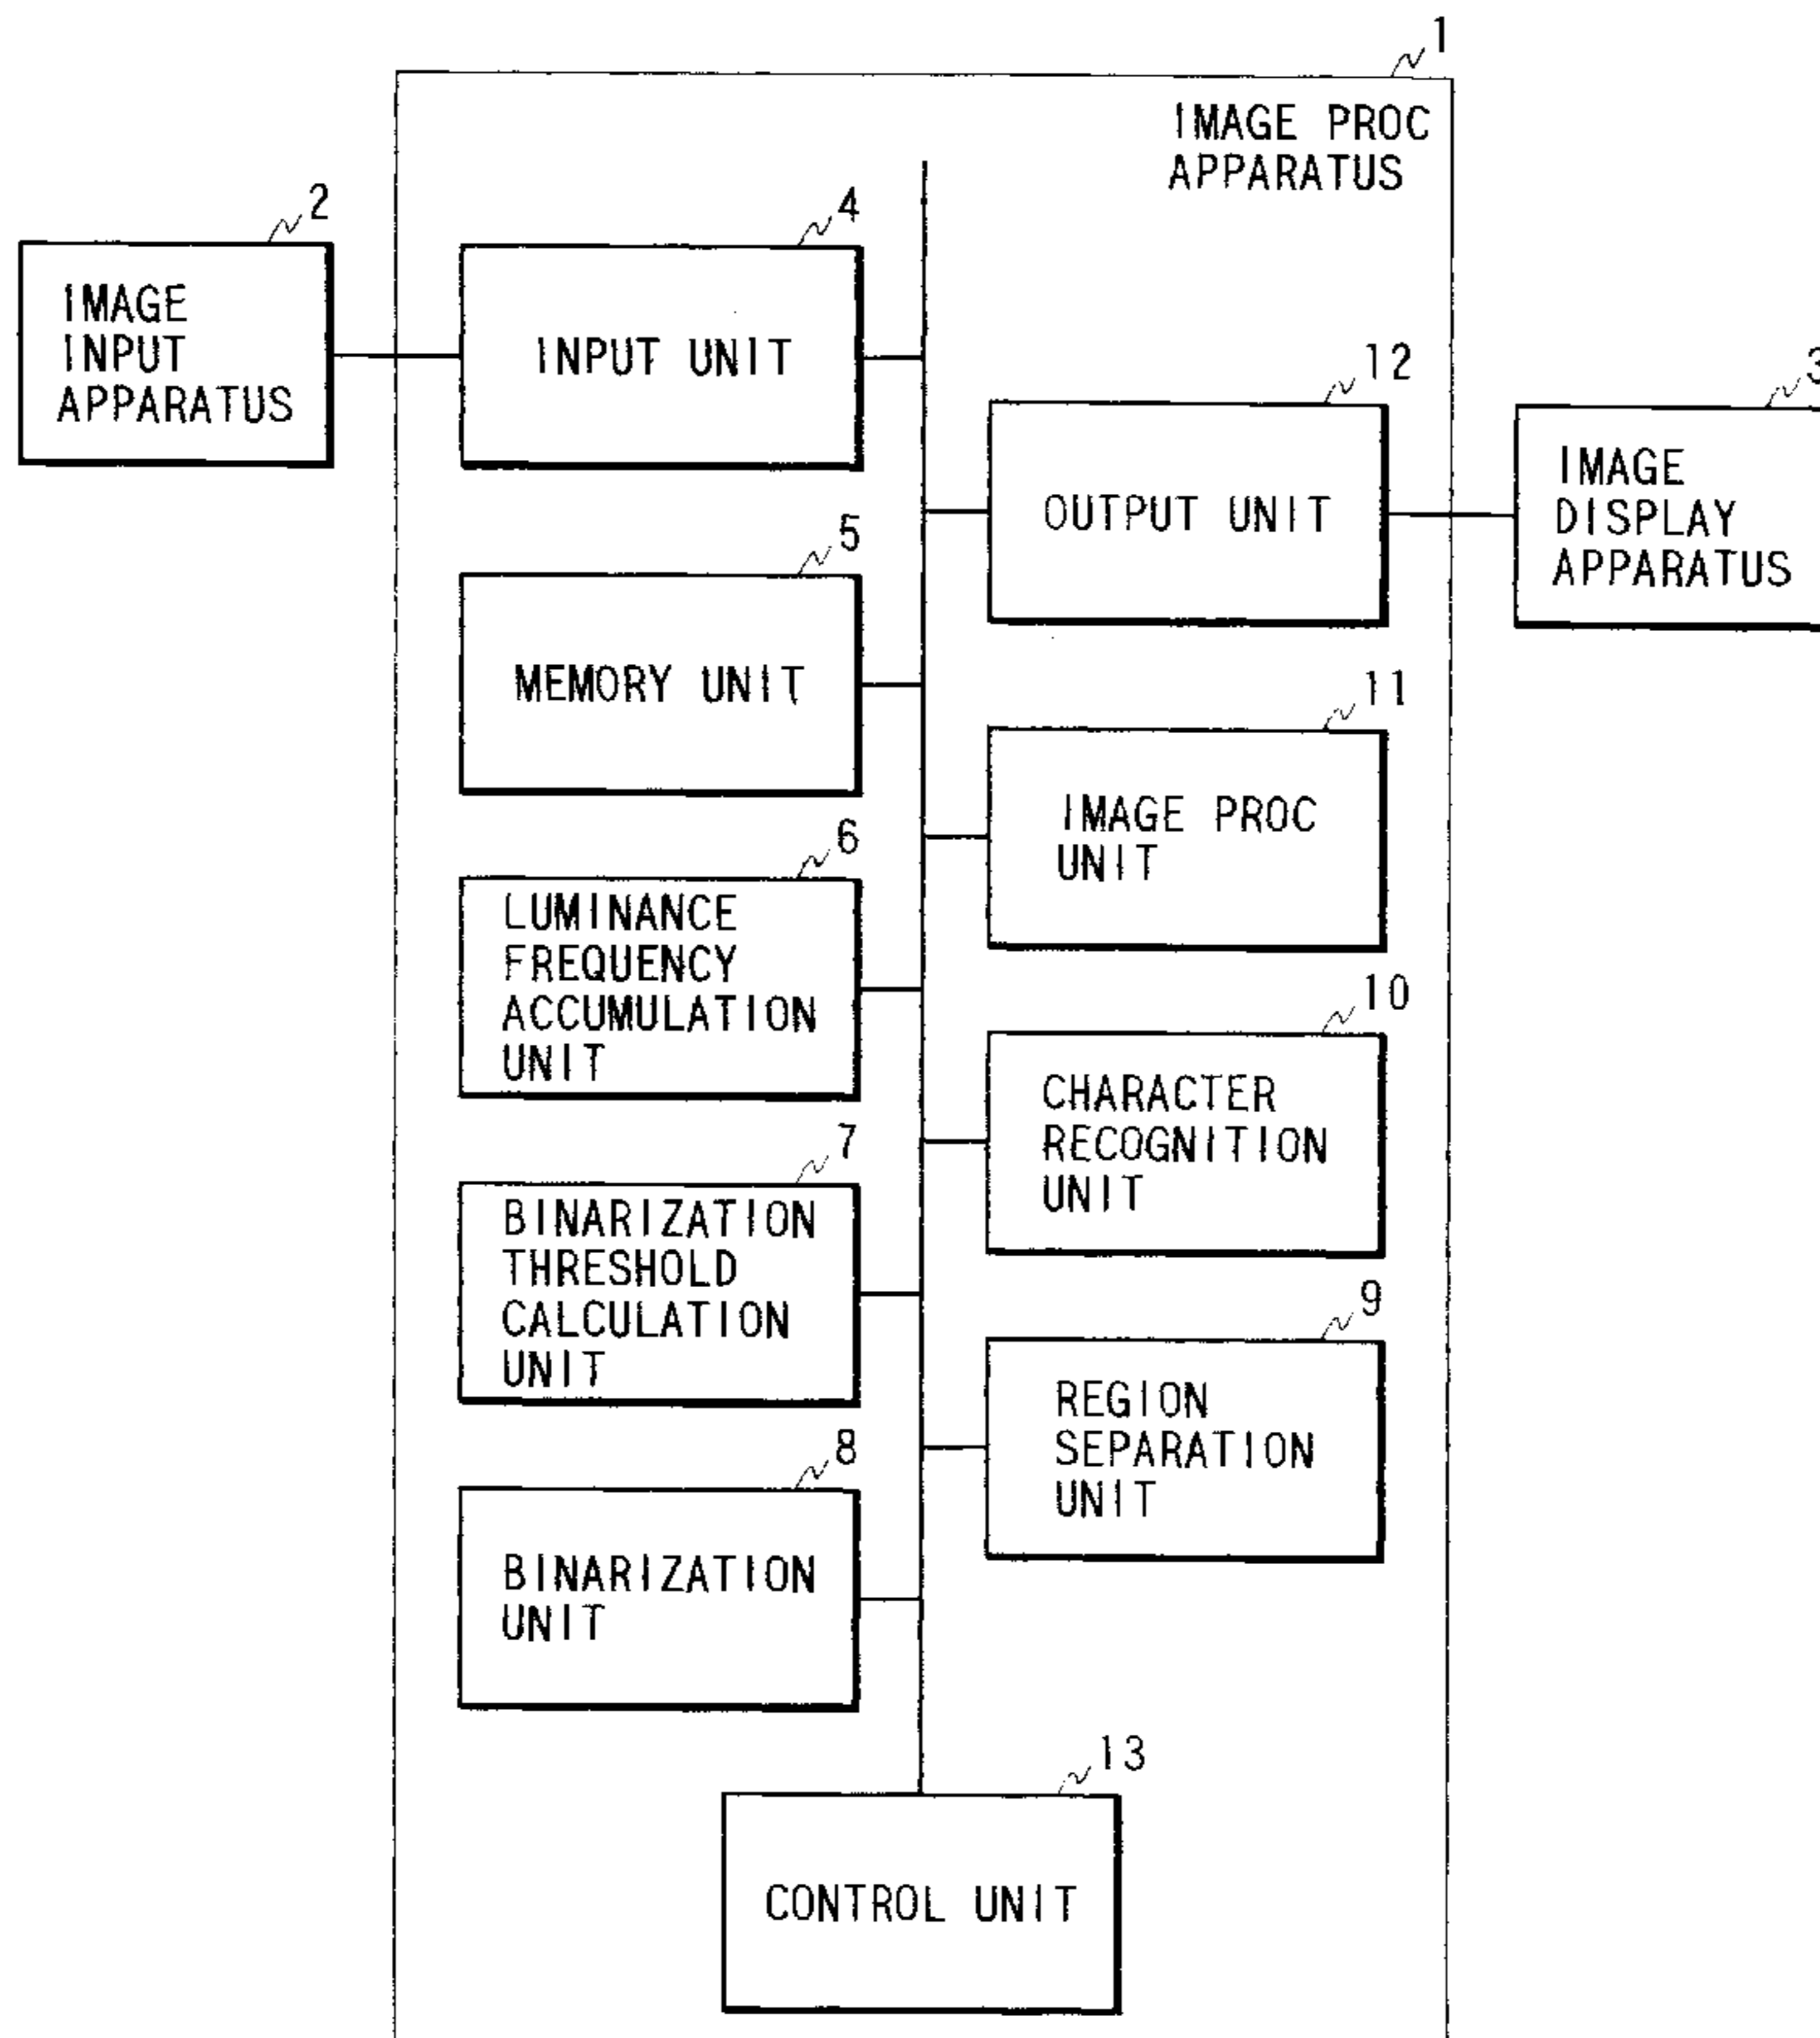 1
IMAGE PROC
APPARATUS
2
IMAGE
INPUT
APPARATUS
4
INPUT UNIT
12
OUTPUT UNIT
3
IMAGE
DISPLAY
APPARATUS
5
MEMORY UNIT
11
IMAGE PROC
UNIT
6
LUMINANCE
FREQUENCY
ACCUMULATION
UNIT
10
CHARACTER
RECOGNITION
UNIT
7
BINARIZATION
THRESHOLD
CALCULATION
UNIT
9
REGION
SEPARATION
UNIT
8
BINARIZATION
UNIT
13
CONTROL UNIT